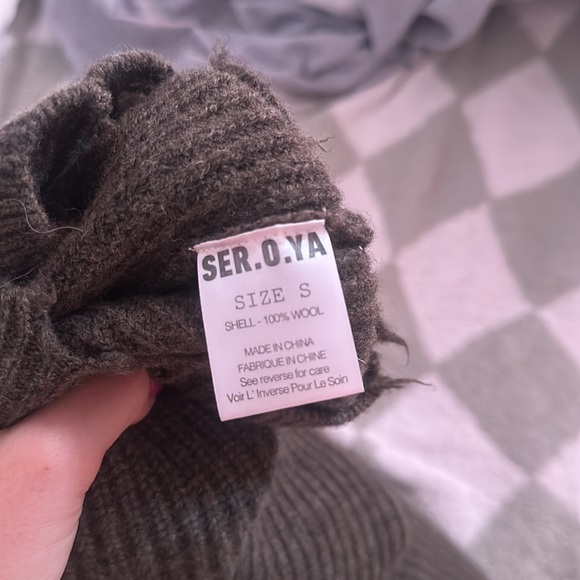 SER.O.YA
SIZE S
SHELL - 100% WOOL
MADE IN CHINA
FABRIQUE IN CHINE
See reverse for care
Voir L' Inverse Pour Le Soin